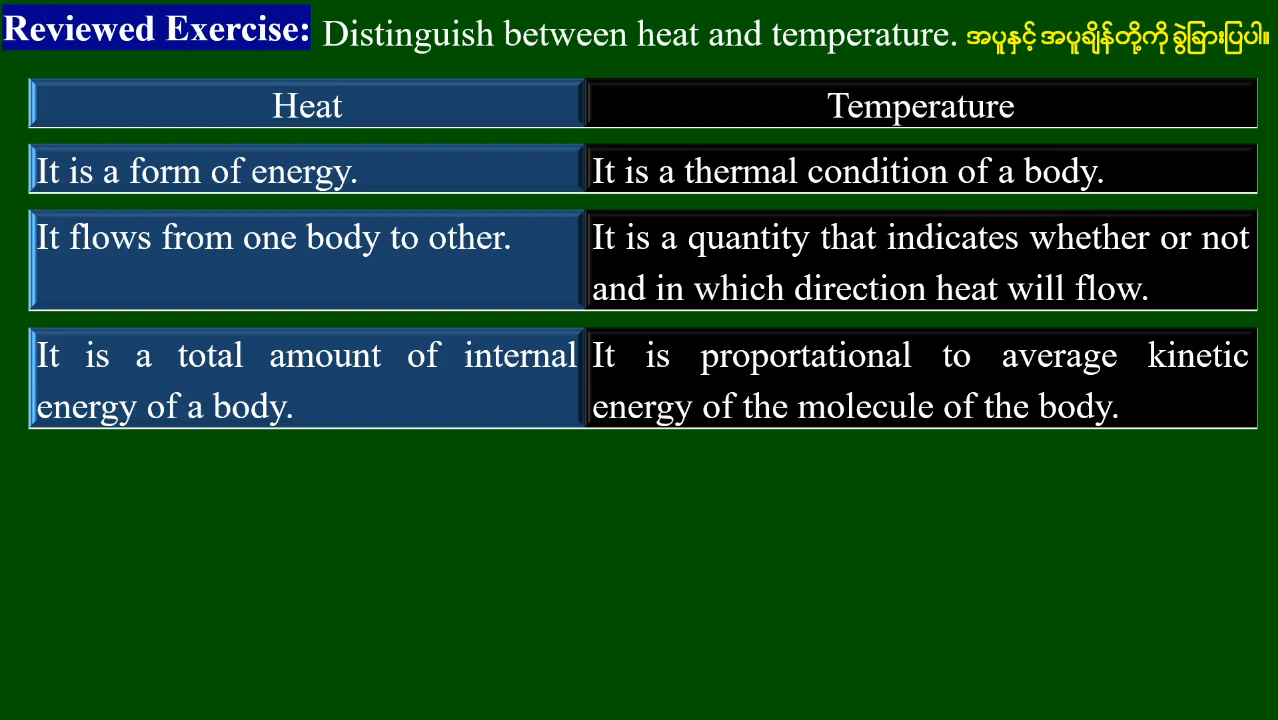 Reviewed Exercise: Distinguish between heat and temperature. အပူနှင့် အပူချိန်တို့ကို ခွဲခြားပြပါ။
Heat Temperature
It is a form of energy. It is a thermal condition of a body.
It flows from one body to other. It is a quantity that indicates whether or not
and in which direction heat will flow.
It is a total amount of internal It is proportational to average kinetic
energy of a body. energy of the molecule of the body.